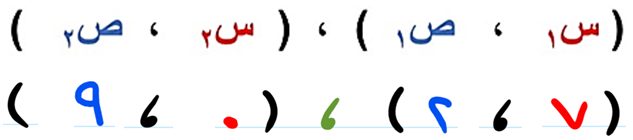 ( س١ ، ص١ ) ، ( س٢ ، ص٢ )
( ٧ ، ٢ ) ، ( ٠ ، ٩ )